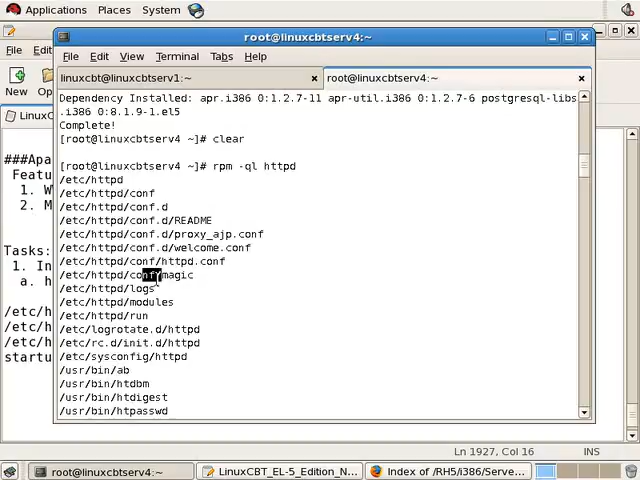 Applications Places System
root@linuxcbtserv4:~
File Edit View Terminal Tabs Help
linuxcbt@linuxcbtserv1:~
root@linuxcbtserv4:~
Dependency Installed: apr.i386 0:1.2.7-11 apr-util.i386 0:1.2.7-6 postgresql-libs
.i386 0:8.1.9-1.el5
Complete!
[root@linuxcbtserv4 ~]# clear
[root@linuxcbtserv4 ~]# rpm -ql httpd
/etc/httpd
/etc/httpd/conf
/etc/httpd/conf.d
/etc/httpd/conf.d/README
/etc/httpd/conf.d/proxy_ajp.conf
/etc/httpd/conf.d/welcome.conf
/etc/httpd/conf/httpd.conf
/etc/httpd/conf/magic
/etc/httpd/logs
/etc/httpd/modules
/etc/httpd/run
/etc/logrotate.d/httpd
/etc/rc.d/init.d/httpd
/etc/sysconfig/httpd
/usr/bin/ab
/usr/bin/htdbm
/usr/bin/htdigest
/usr/bin/htpasswd
File Edi
New Op
LinuxC
###Apa
Featur
1. W
2. M
Tasks:
1. In
a. h
/etc/h
/etc/h
/etc/h
startu
Ln 1927, Col 16 INS
root@linuxcbtserv4:~
LinuxCBT_EL-5_Edition_N...
Index of /RH5/i386/Serve...